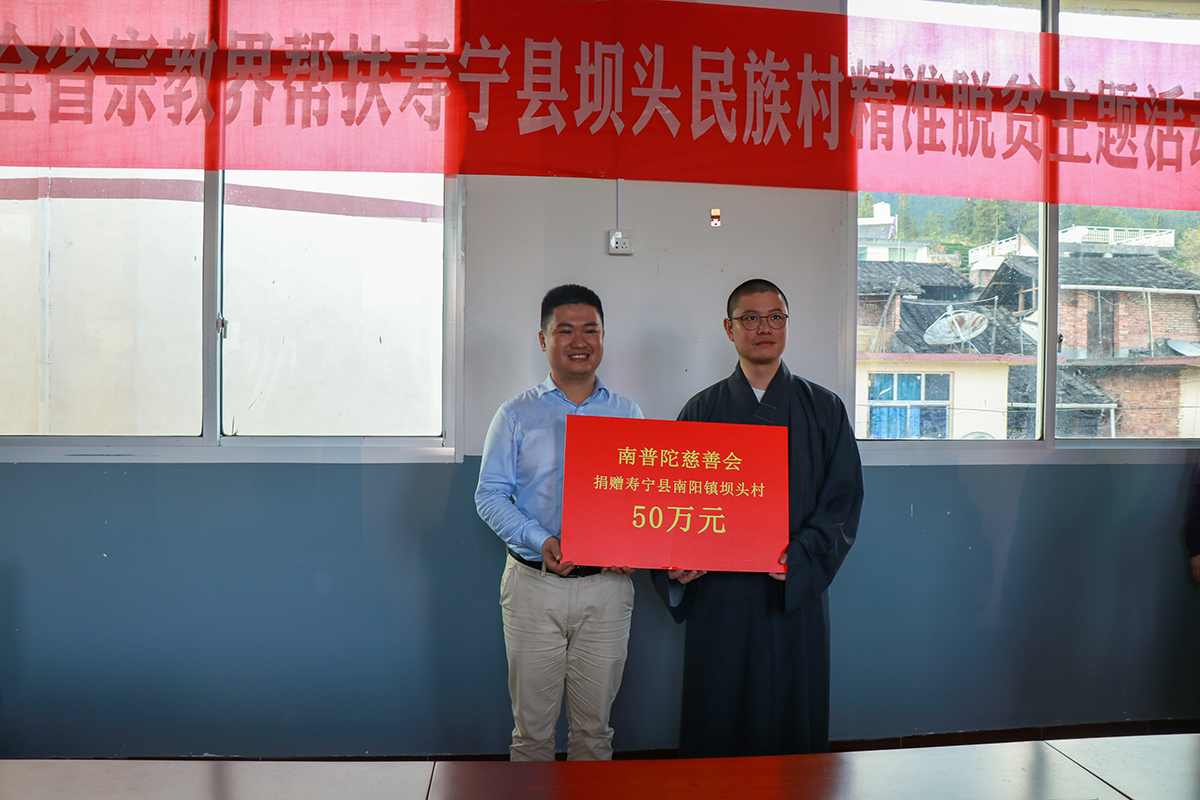 全省宗教界帮扶寿宁县坝头民族村精准脱贫主题活动
南普陀慈善会
捐赠寿宁县南阳镇坝头村
50万元